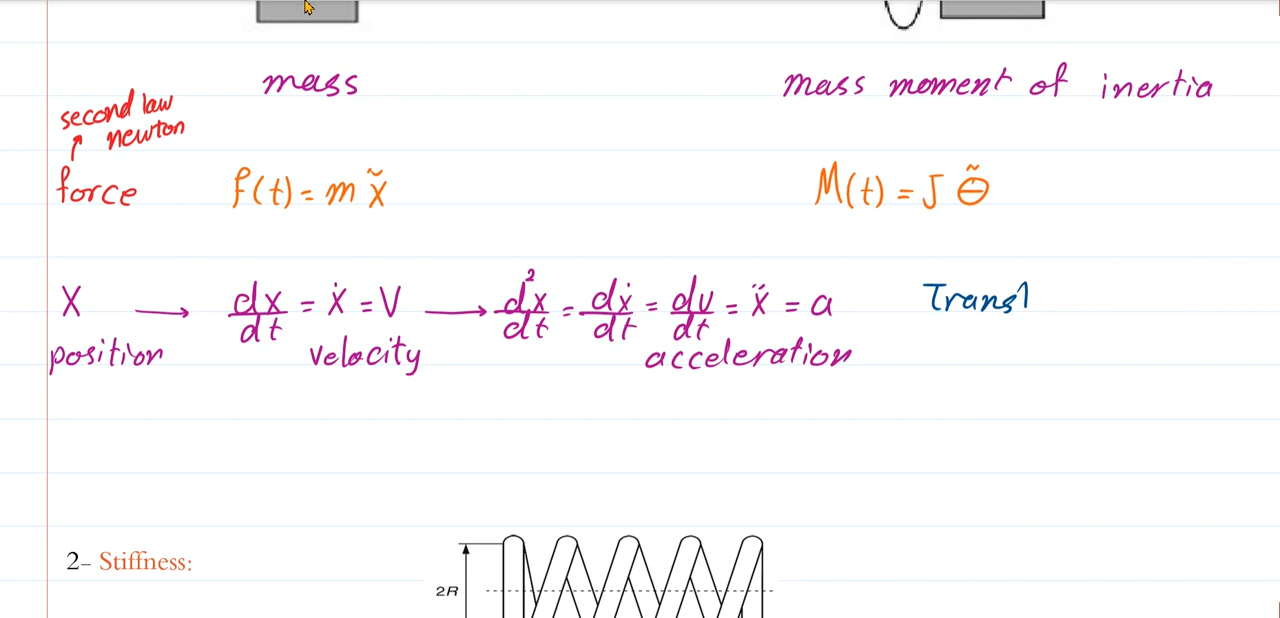 mass mass moment of inertia
second law
↗ newton
force f(t) = m ẍ M(t) = J θ̈
X → dx/dt = ẋ = V → d²x/dt = dẋ/dt = dv/dt = ẍ = a Transl
position velocity acceleration
2– Stiffness:
2R